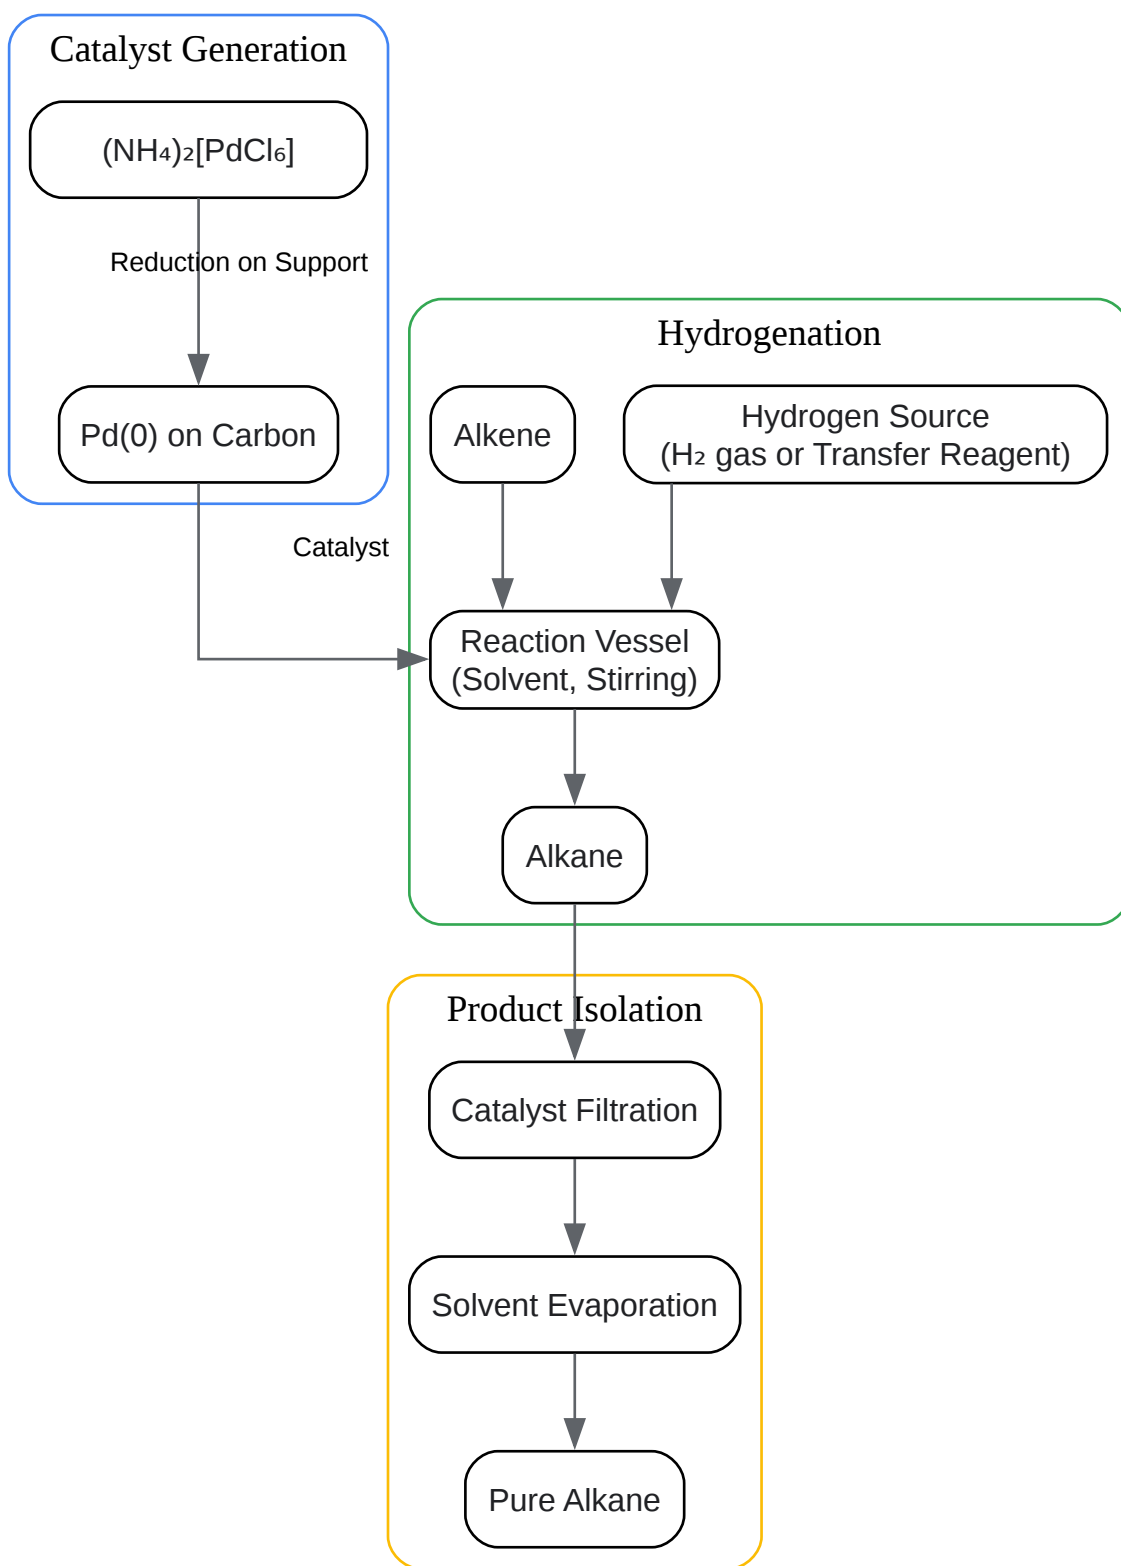 Catalyst Generation
(NH₄)₂[PdCl₆]
Reduction on Support
Pd(0) on Carbon
Catalyst
Hydrogenation
Alkene
Hydrogen Source
(H₂ gas or Transfer Reagent)
Reaction Vessel
(Solvent, Stirring)
Alkane
Product Isolation
Catalyst Filtration
Solvent Evaporation
Pure Alkane